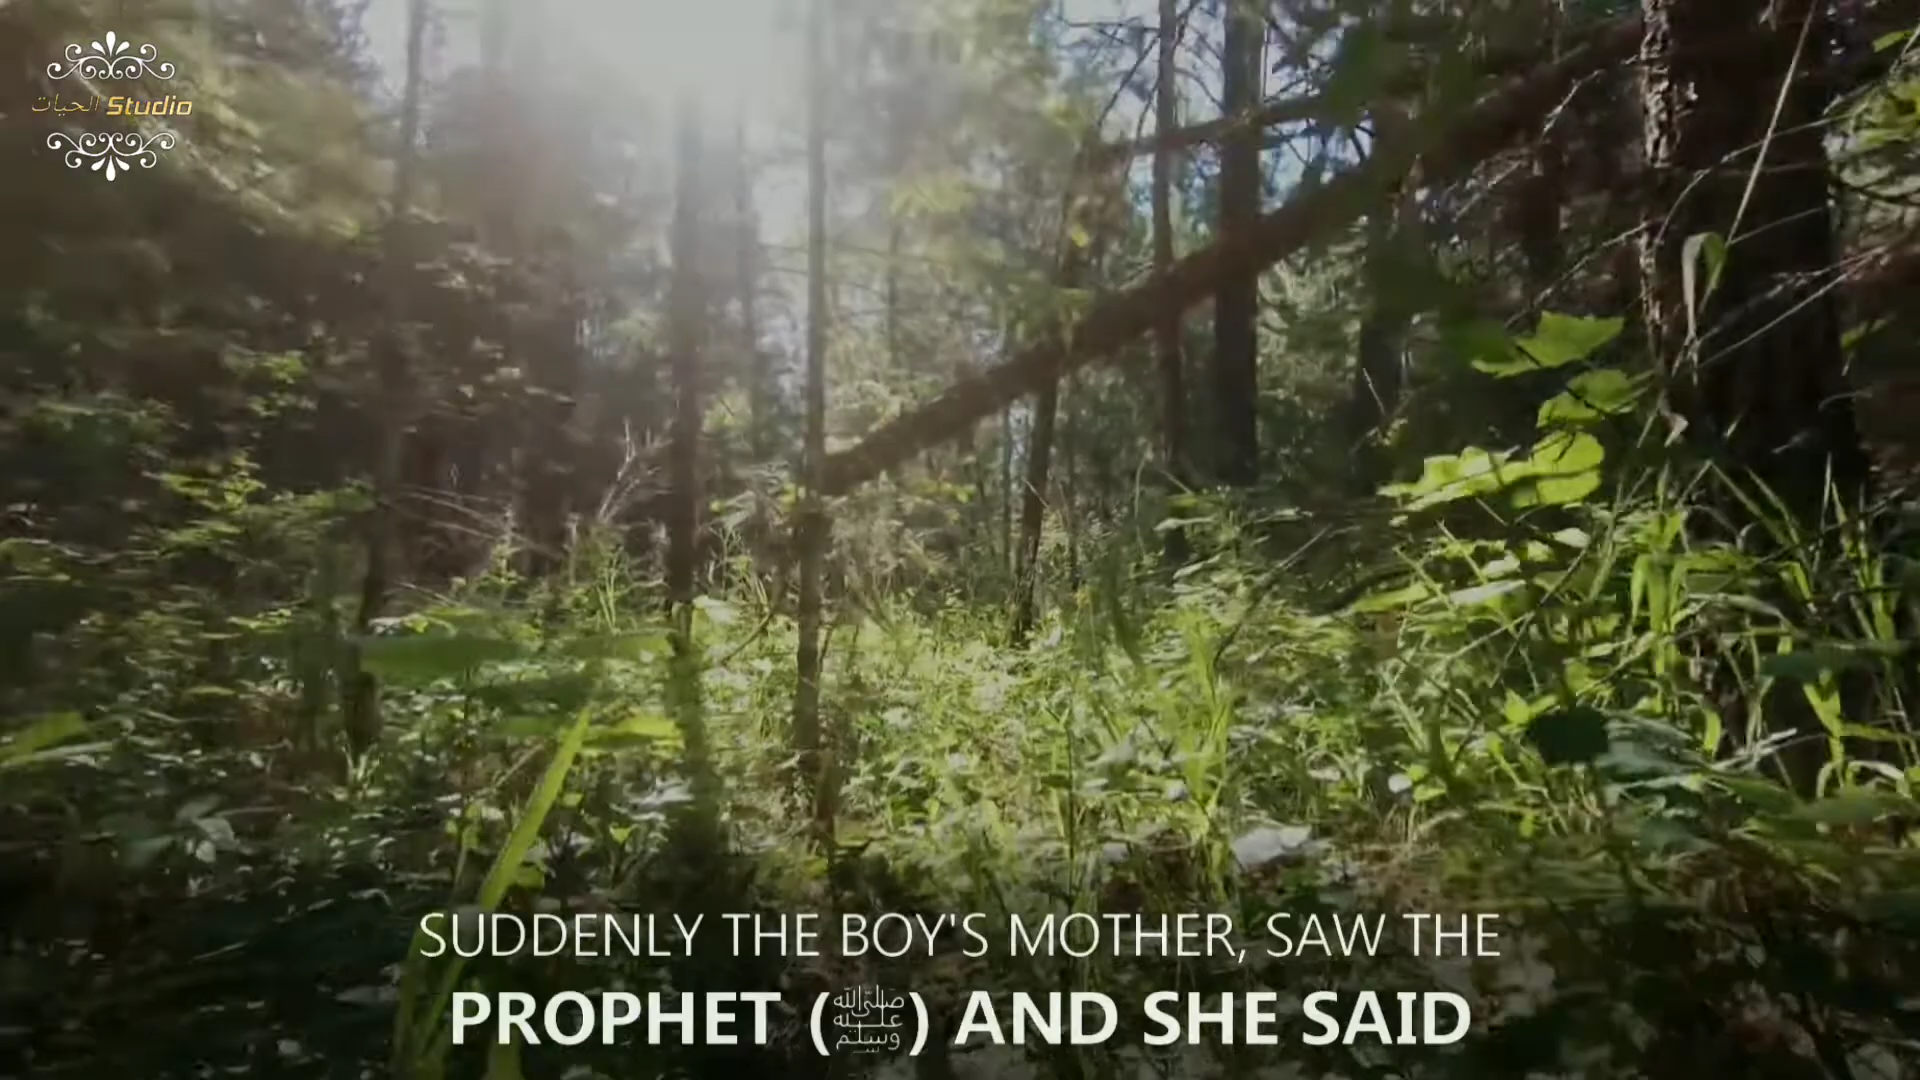 الحيات Studio
SUDDENLY THE BOY'S MOTHER, SAW THE
PROPHET (ﷺ) AND SHE SAID